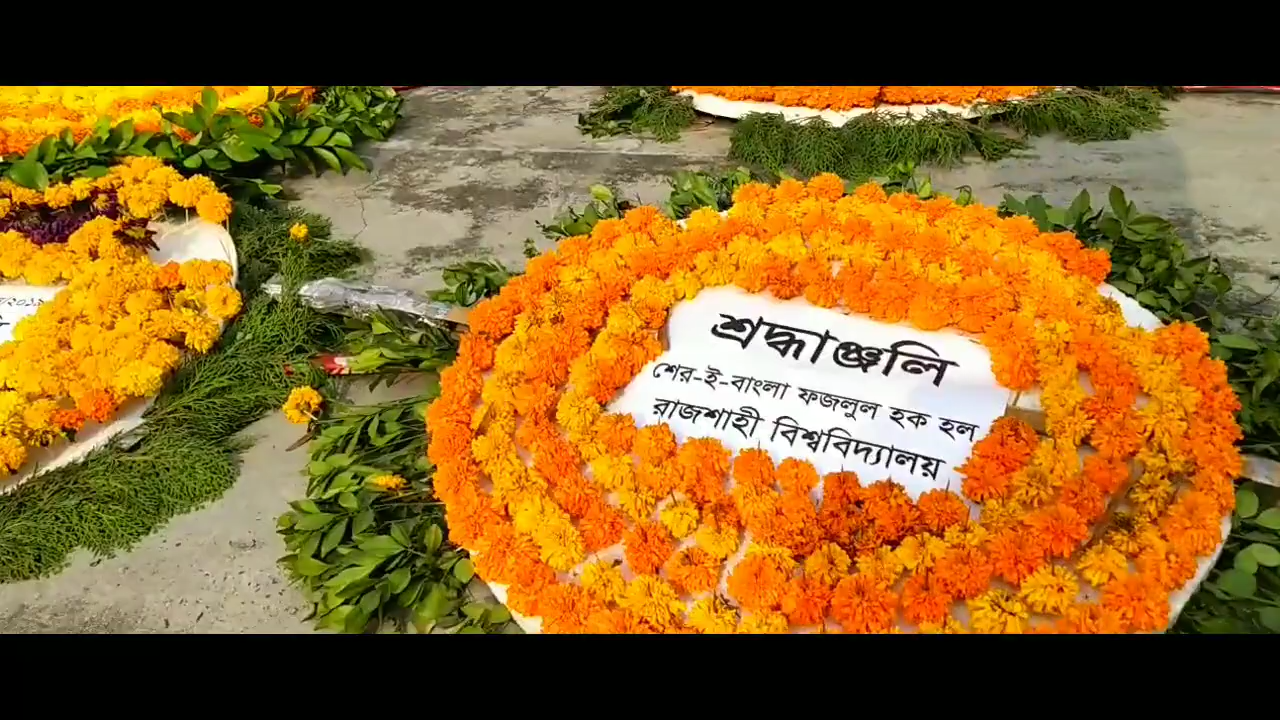 শ্রদ্ধাঞ্জলি
শের-ই-বাংলা ফজলুল হক হল
রাজশাহী বিশ্ববিদ্যালয়